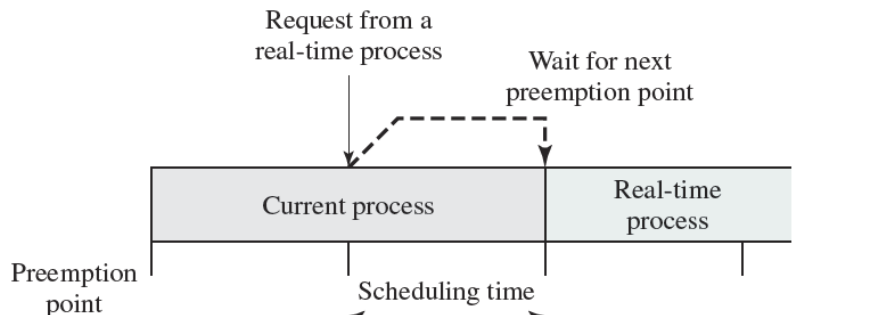 Request from a
real-time process
Wait for next
preemption point
Current process
Real-time
process
Preemption
point
Scheduling time